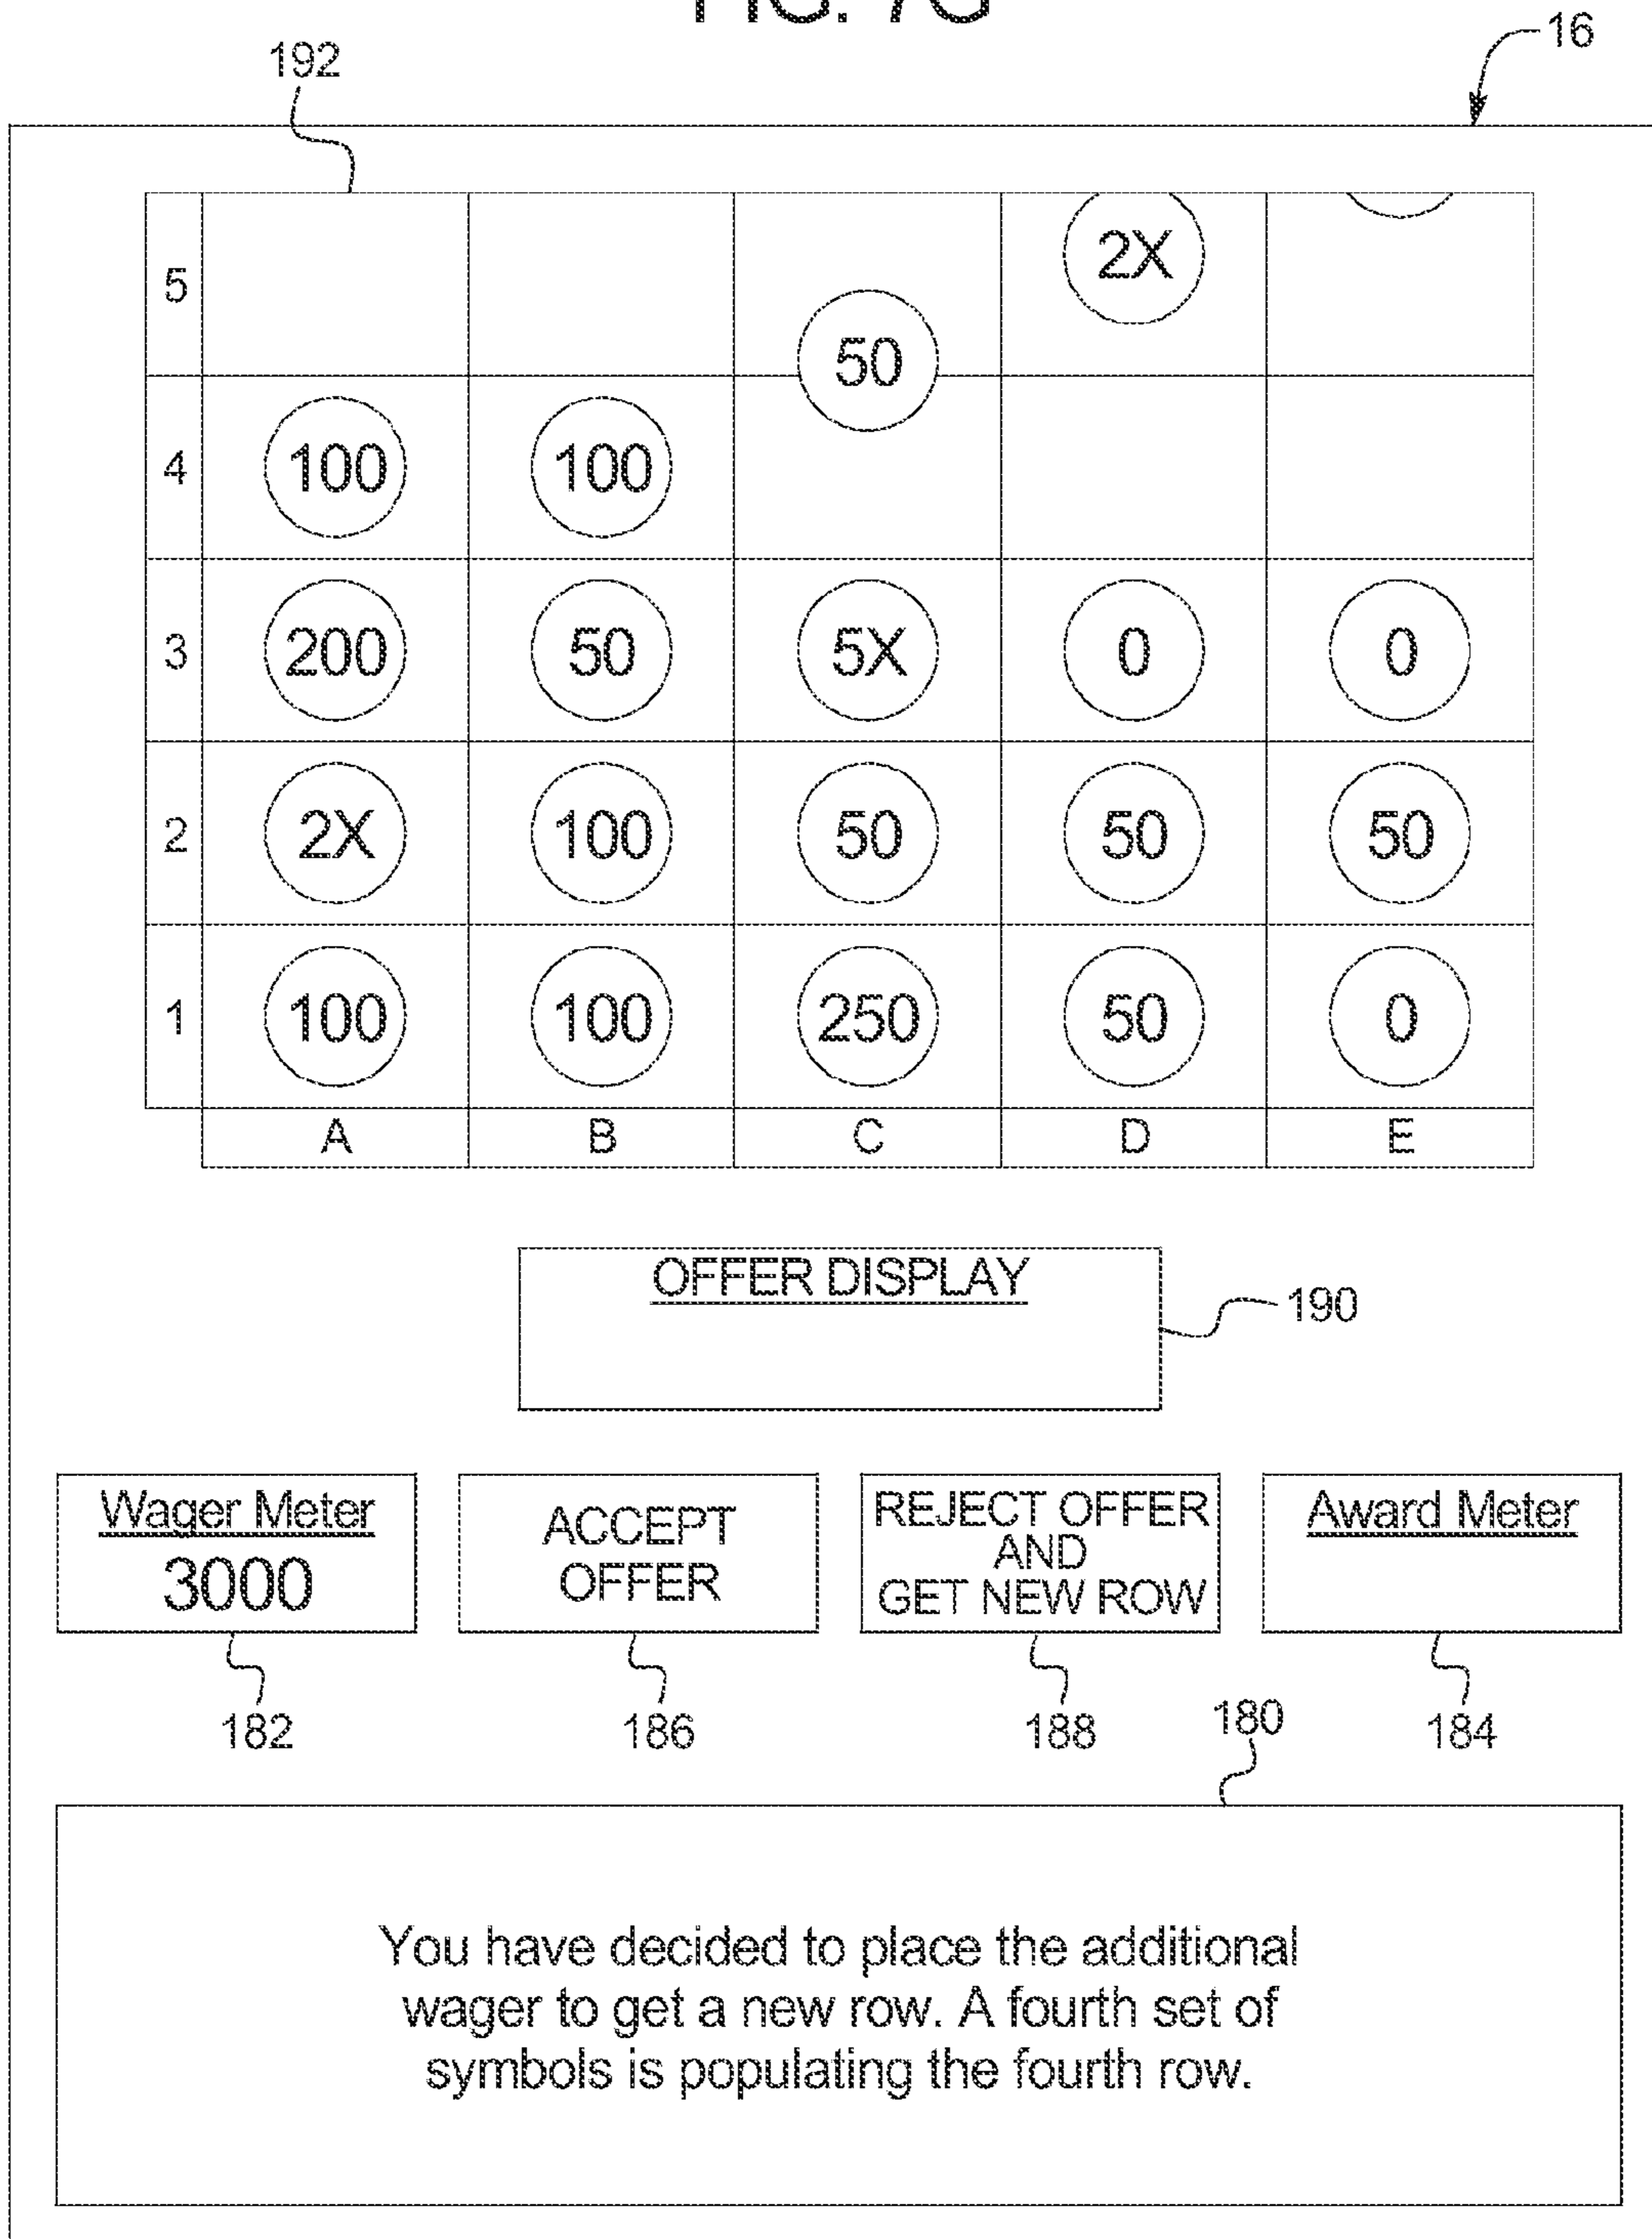 FIG. 7G
16
192
2X
5
50
4 100 100
3 200 50 5X 0 0
2 2X 100 50 50 50
1 100 100 250 50 0
A B C D E
OFFER DISPLAY
190
Wager Meter
3000
ACCEPT
OFFER
REJECT OFFER
AND
GET NEW ROW
Award Meter
182 186 188 180 184
You have decided to place the additional
wager to get a new row. A fourth set of
symbols is populating the fourth row.